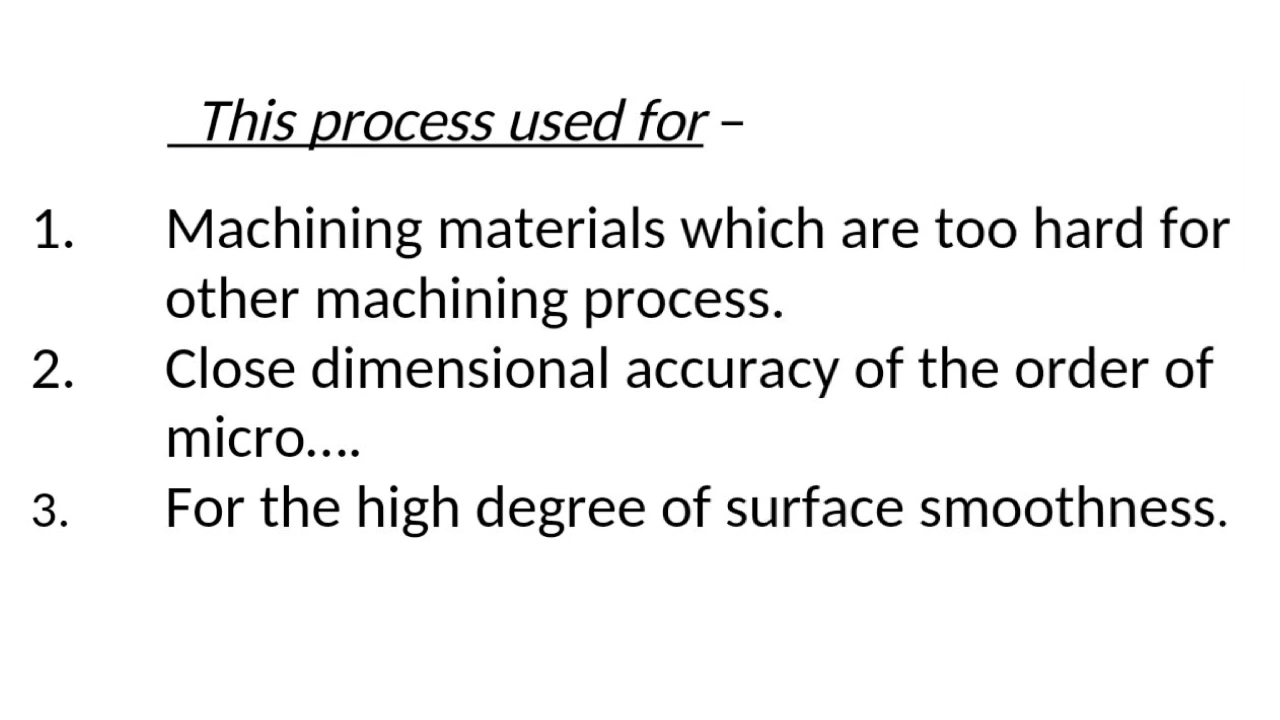 This process used for –
1. Machining materials which are too hard for
other machining process.
2. Close dimensional accuracy of the order of
micro….
3. For the high degree of surface smoothness.